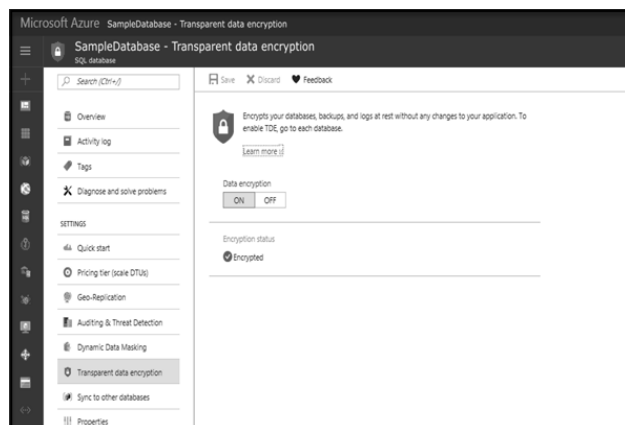 Microsoft Azure SampleDatabase - Transparent data encryption
SampleDatabase - Transparent data encryption
SQL database
Search (Ctrl+/)
Overview
Activity log
Tags
Diagnose and solve problems
SETTINGS
Quick start
Pricing tier (scale DTUs)
Geo-Replication
Auditing & Threat Detection
Dynamic Data Masking
Transparent data encryption
Sync to other databases
Properties
Save Discard Feedback
Encrypts your databases, backups, and logs at rest without any changes to your application. To
enable TDE, go to each database.
Learn more
Data encryption
ON OFF
Encryption status
Encrypted